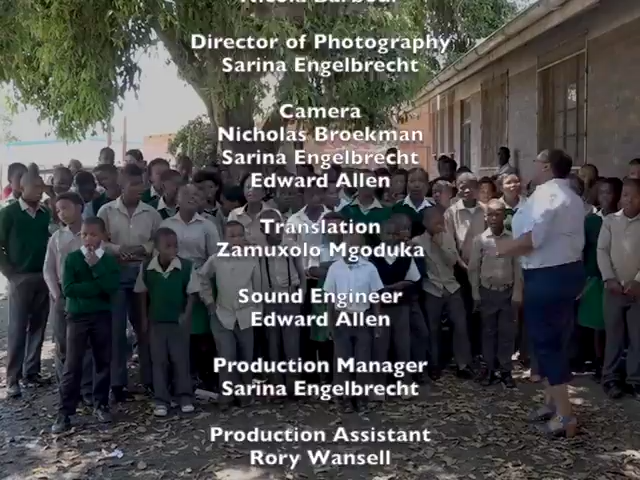 Director of Photography
Sarina Engelbrecht
Camera
Nicholas Broekman
Sarina Engelbrecht
Edward Allen
Translation
Zamuxolo Mgoduka
Sound Engineer
Edward Allen
Production Manager
Sarina Engelbrecht
Production Assistant
Rory Wansell